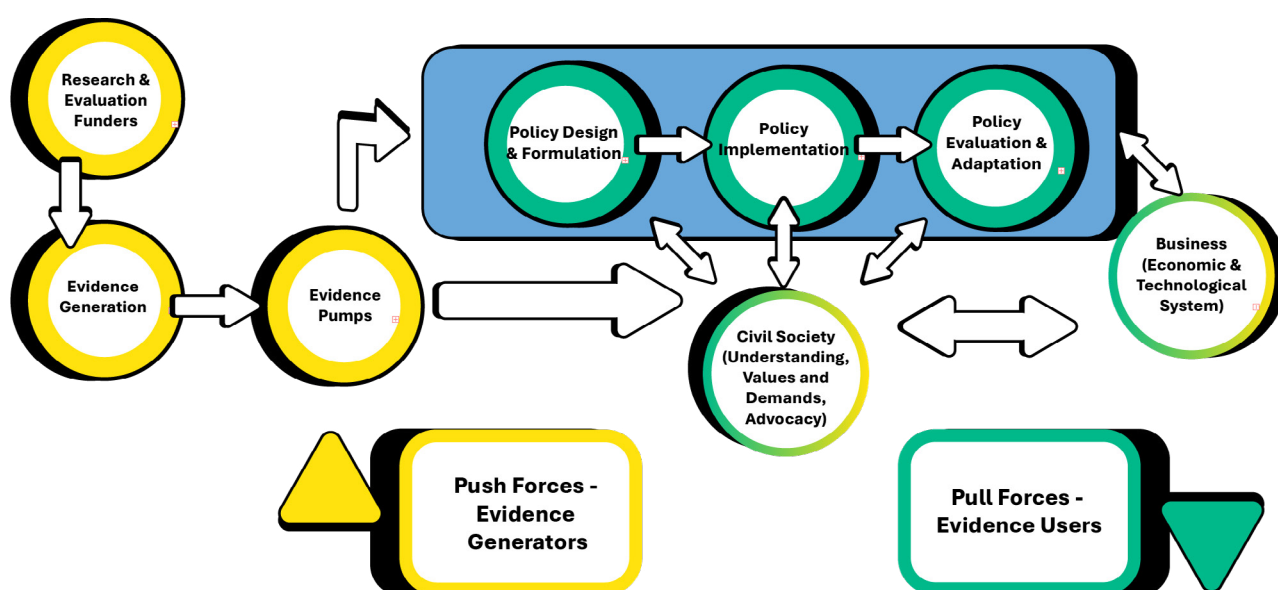 Research &
Evaluation
Funders
Evidence
Generation
Evidence
Pumps
Policy Design
& Formulation
Policy
Implementation
Policy
Evaluation &
Adaptation
Business
(Economic &
Technological
System)
Civil Society
(Understanding,
Values and
Demands,
Advocacy)
Push Forces -
Evidence
Generators
Pull Forces -
Evidence Users